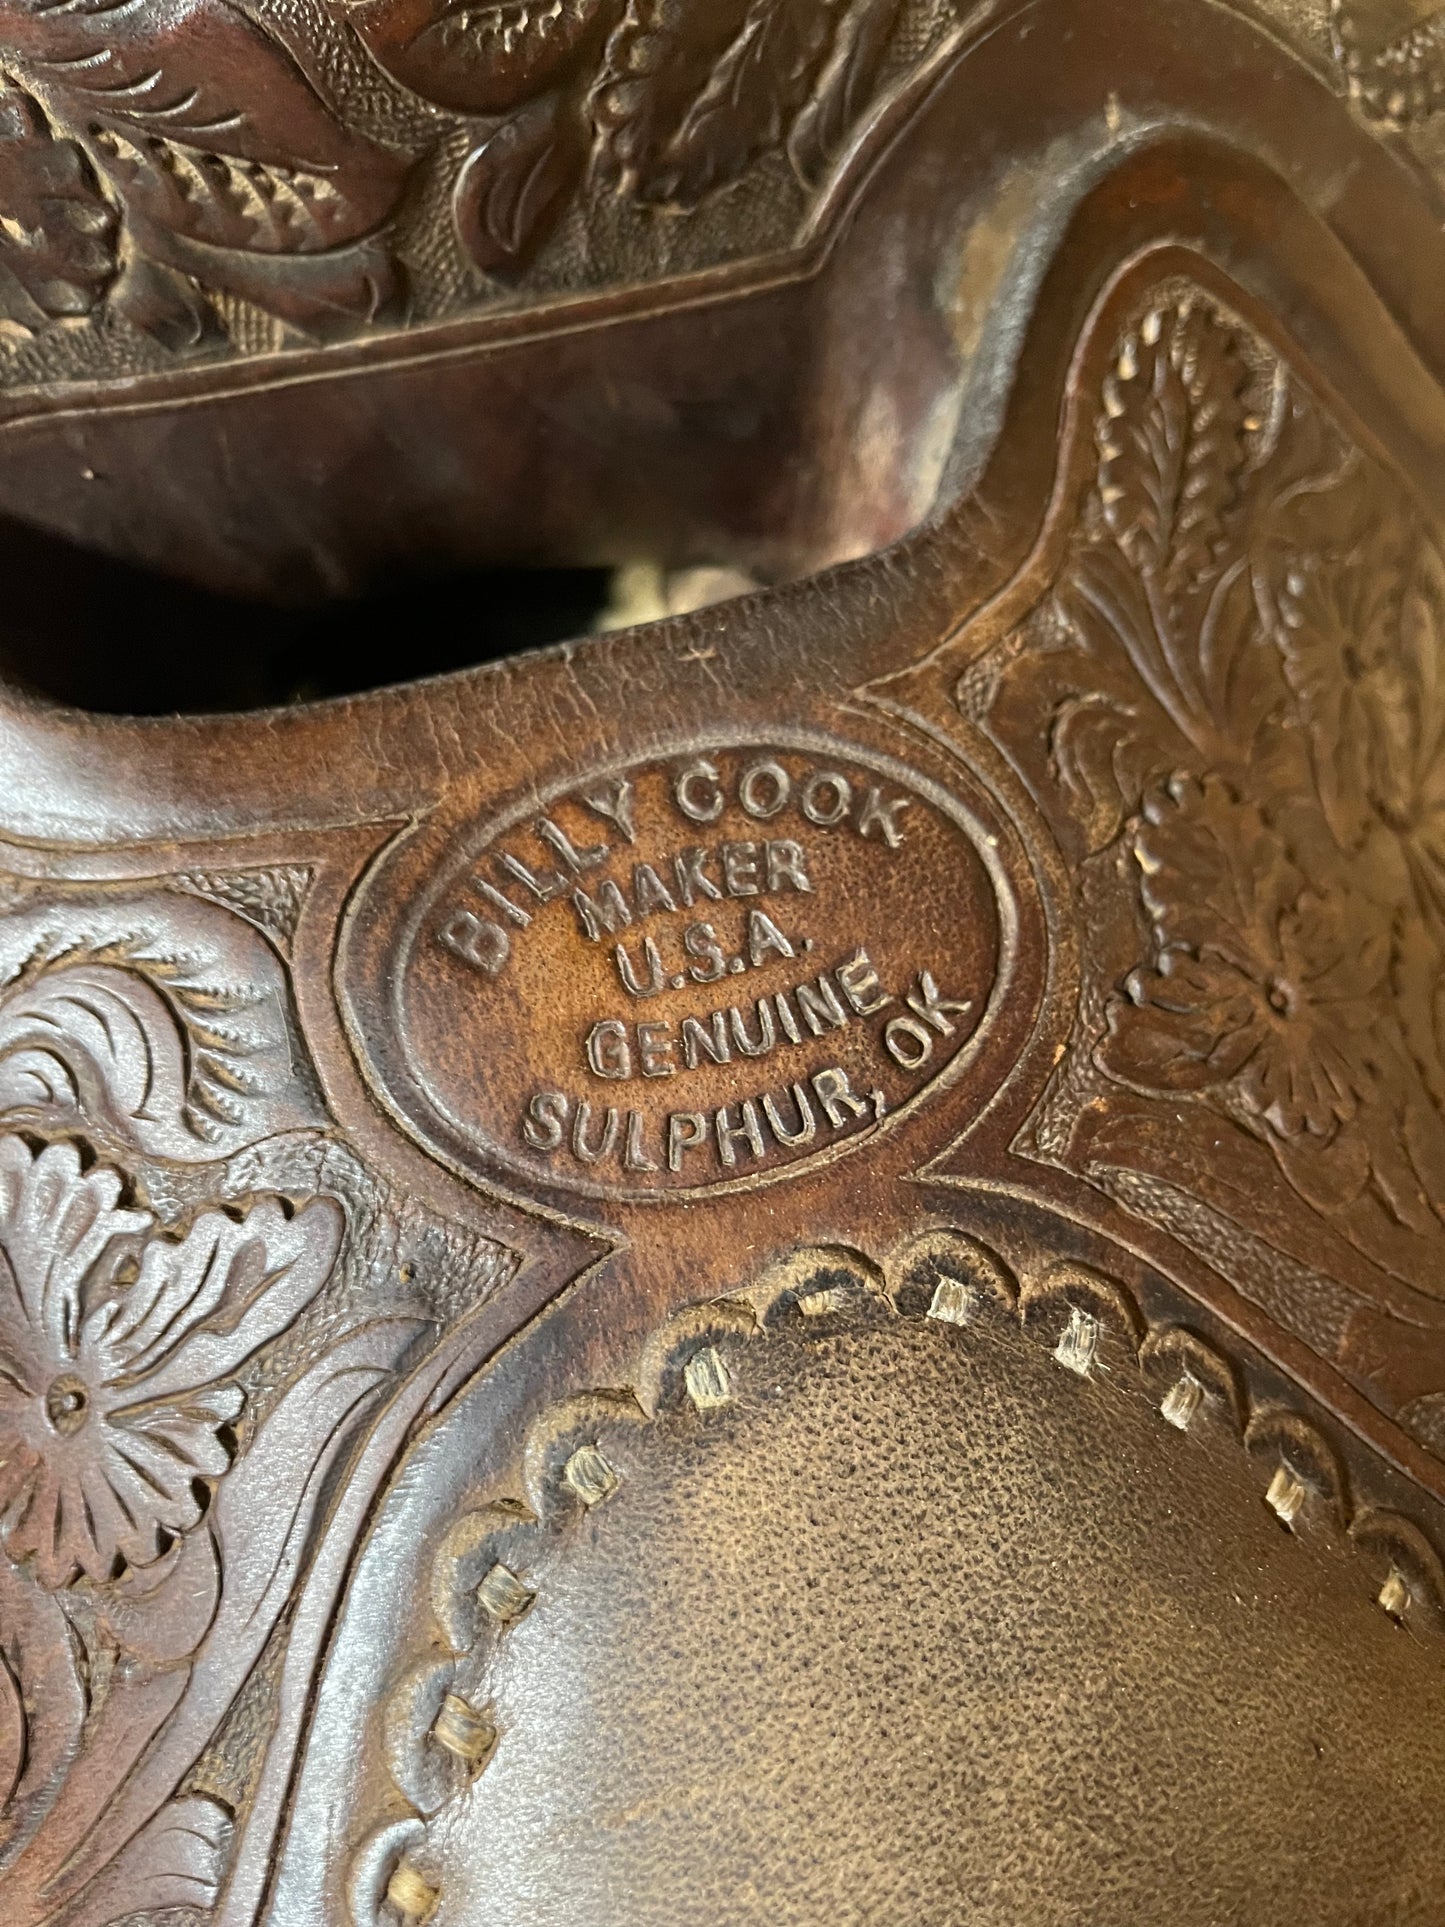 BILLY COOK
MAKER
U.S.A.
GENUINE
SULPHUR, OK